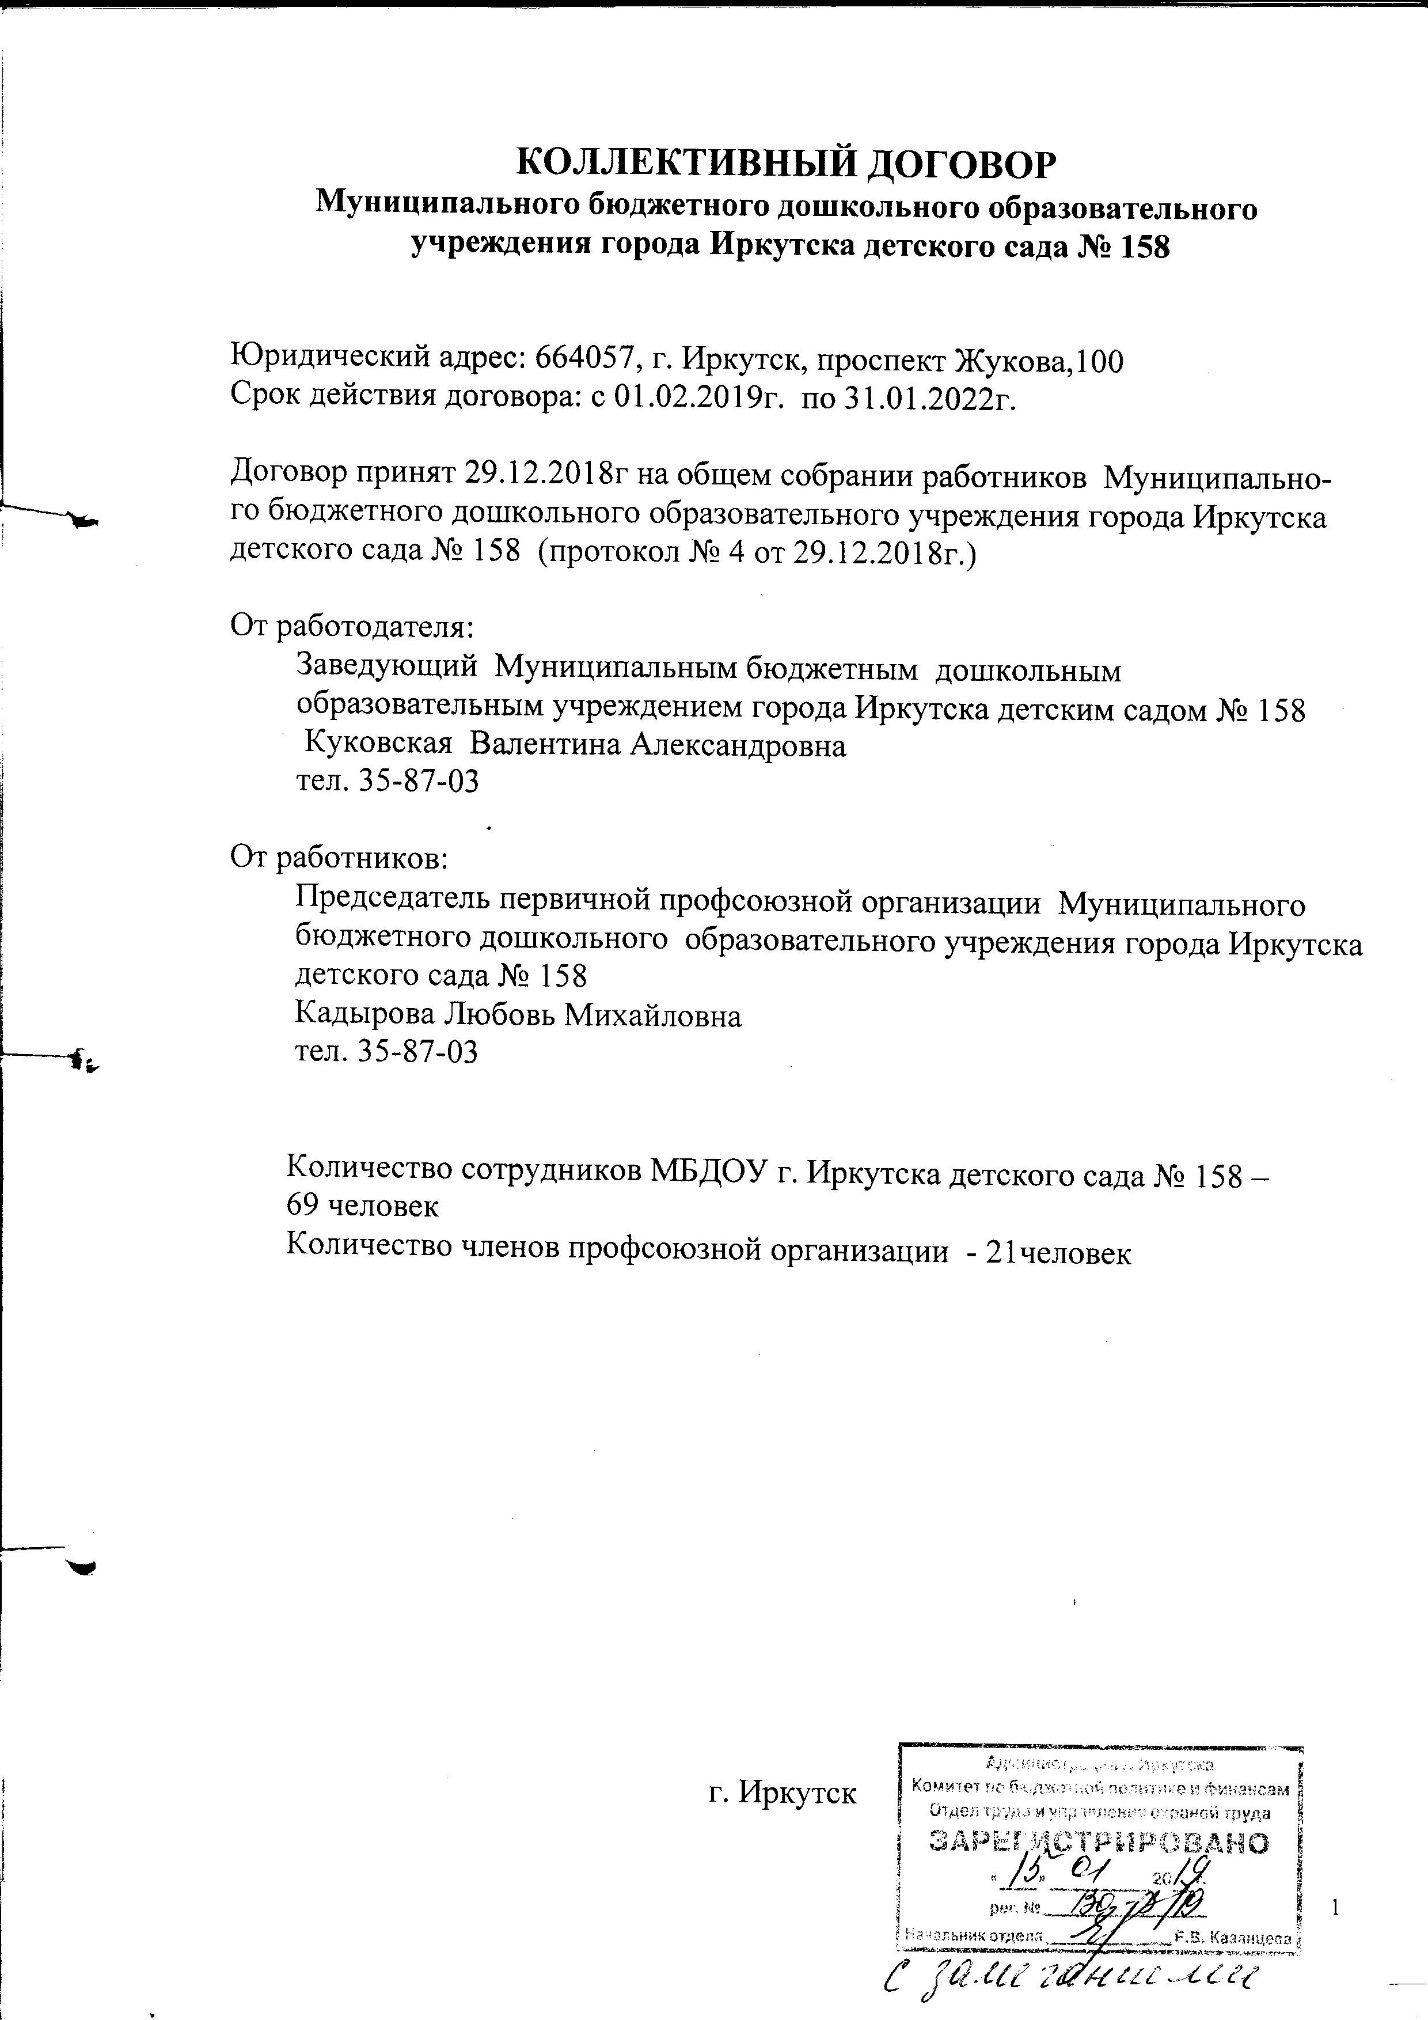 КОЛЛЕКТИВНЫЙ ДОГОВОР
Муниципального бюджетного дошкольного образовательного
учреждения города Иркутска детского сада № 158
Юридический адрес: 664057, г. Иркутск, проспект Жукова,100
Срок действия договора: с 01.02.2019г. по 31.01.2022г.
Договор принят 29.12.2018г на общем собрании работников Муниципально-
го бюджетного дошкольного образовательного учреждения города Иркутска
детского сада № 158 (протокол № 4 от 29.12.2018г.)
От работодателя:
Заведующий Муниципальным бюджетным дошкольным
образовательным учреждением города Иркутска детским садом № 158
Куковская Валентина Александровна
тел. 35-87-03
От работников:
Председатель первичной профсоюзной организации Муниципального
бюджетного дошкольного образовательного учреждения города Иркутска
детского сада № 158
Кадырова Любовь Михайловна
тел. 35-87-03
Количество сотрудников МБДОУ г. Иркутска детского сада № 158 –
69 человек
Количество членов профсоюзной организации - 21человек
г. Иркутск
Комитет по бюджетной политике и финансам
Отдел труда и управления охраной труда
ЗАРЕГИСТРИРОВАНО
« 15» 01 2019.
рег. №
Начальник отдела Е.В. Казанцева
с замечаниями
1